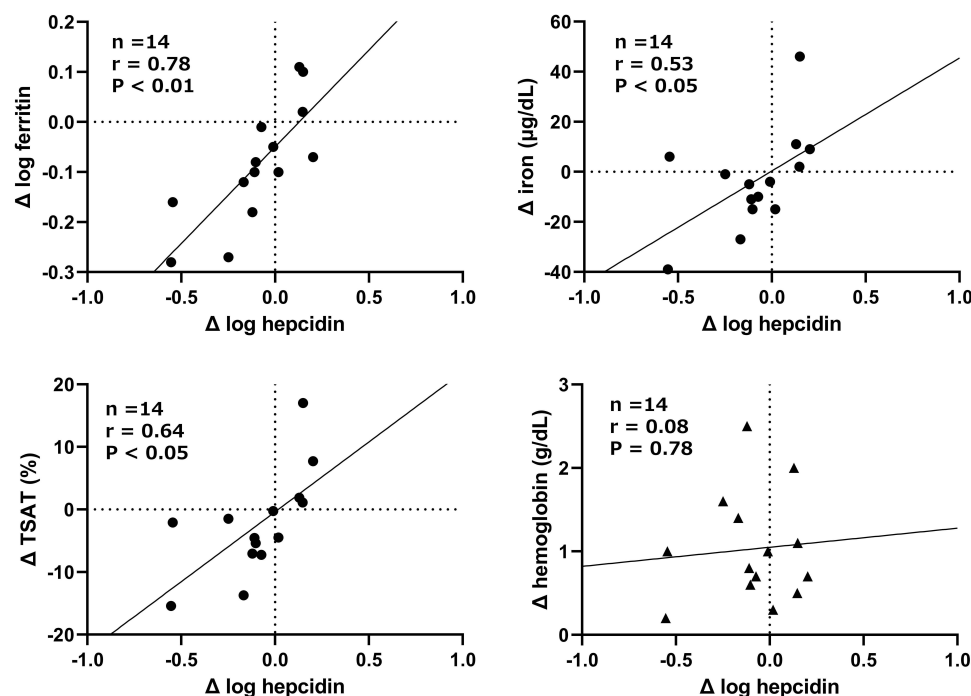 0.2
0.1
0.0
-0.1
-0.2
-0.3
Δ log ferritin
n =14
r = 0.78
P < 0.01
-1.0 -0.5 0.0 0.5 1.0
Δ log hepcidin
60
40
20
0
-20
-40
Δ iron (µg/dL)
n =14
r = 0.53
P < 0.05
-1.0 -0.5 0.0 0.5 1.0
Δ log hepcidin
20
10
0
-10
-20
Δ TSAT (%)
n =14
r = 0.64
P < 0.05
-1.0 -0.5 0.0 0.5 1.0
Δ log hepcidin
3
2
1
0
Δ hemoglobin (g/dL)
n =14
r = 0.08
P = 0.78
-1.0 -0.5 0.0 0.5 1.0
Δ log hepcidin